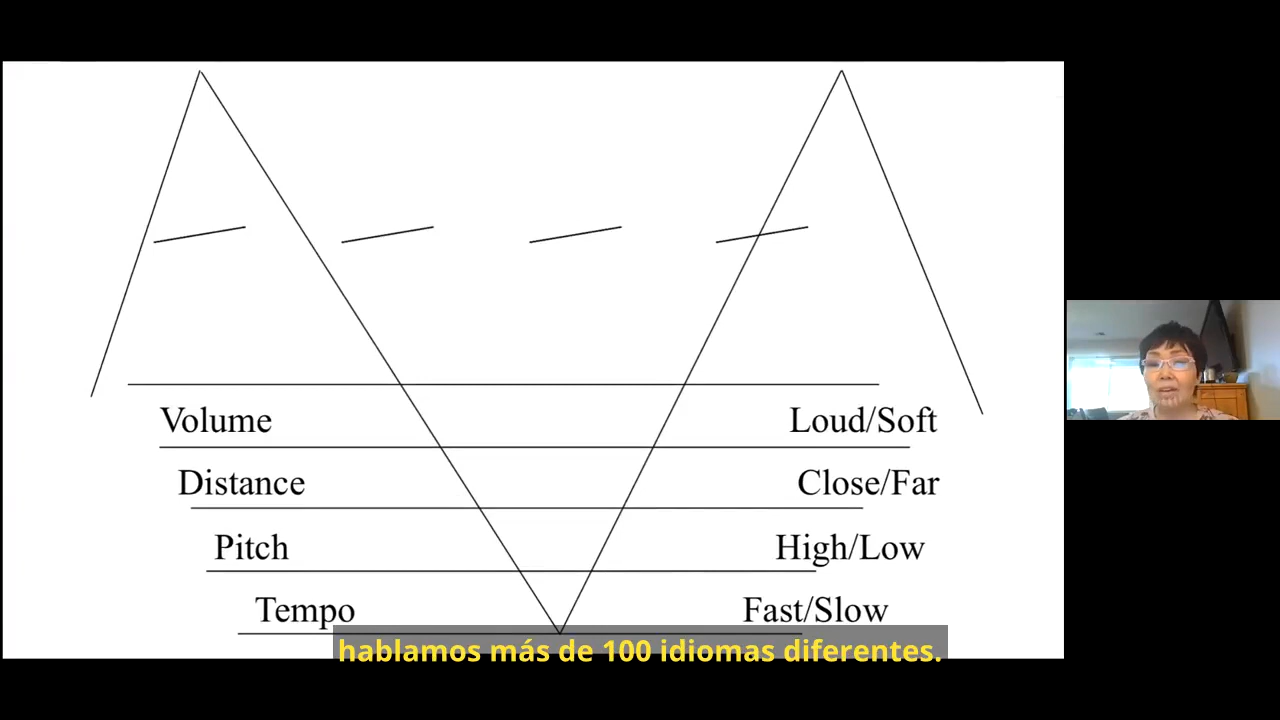 Volume Loud/Soft
Distance Close/Far
Pitch High/Low
Tempo Fast/Slow
hablamos más de 100 idiomas diferentes.